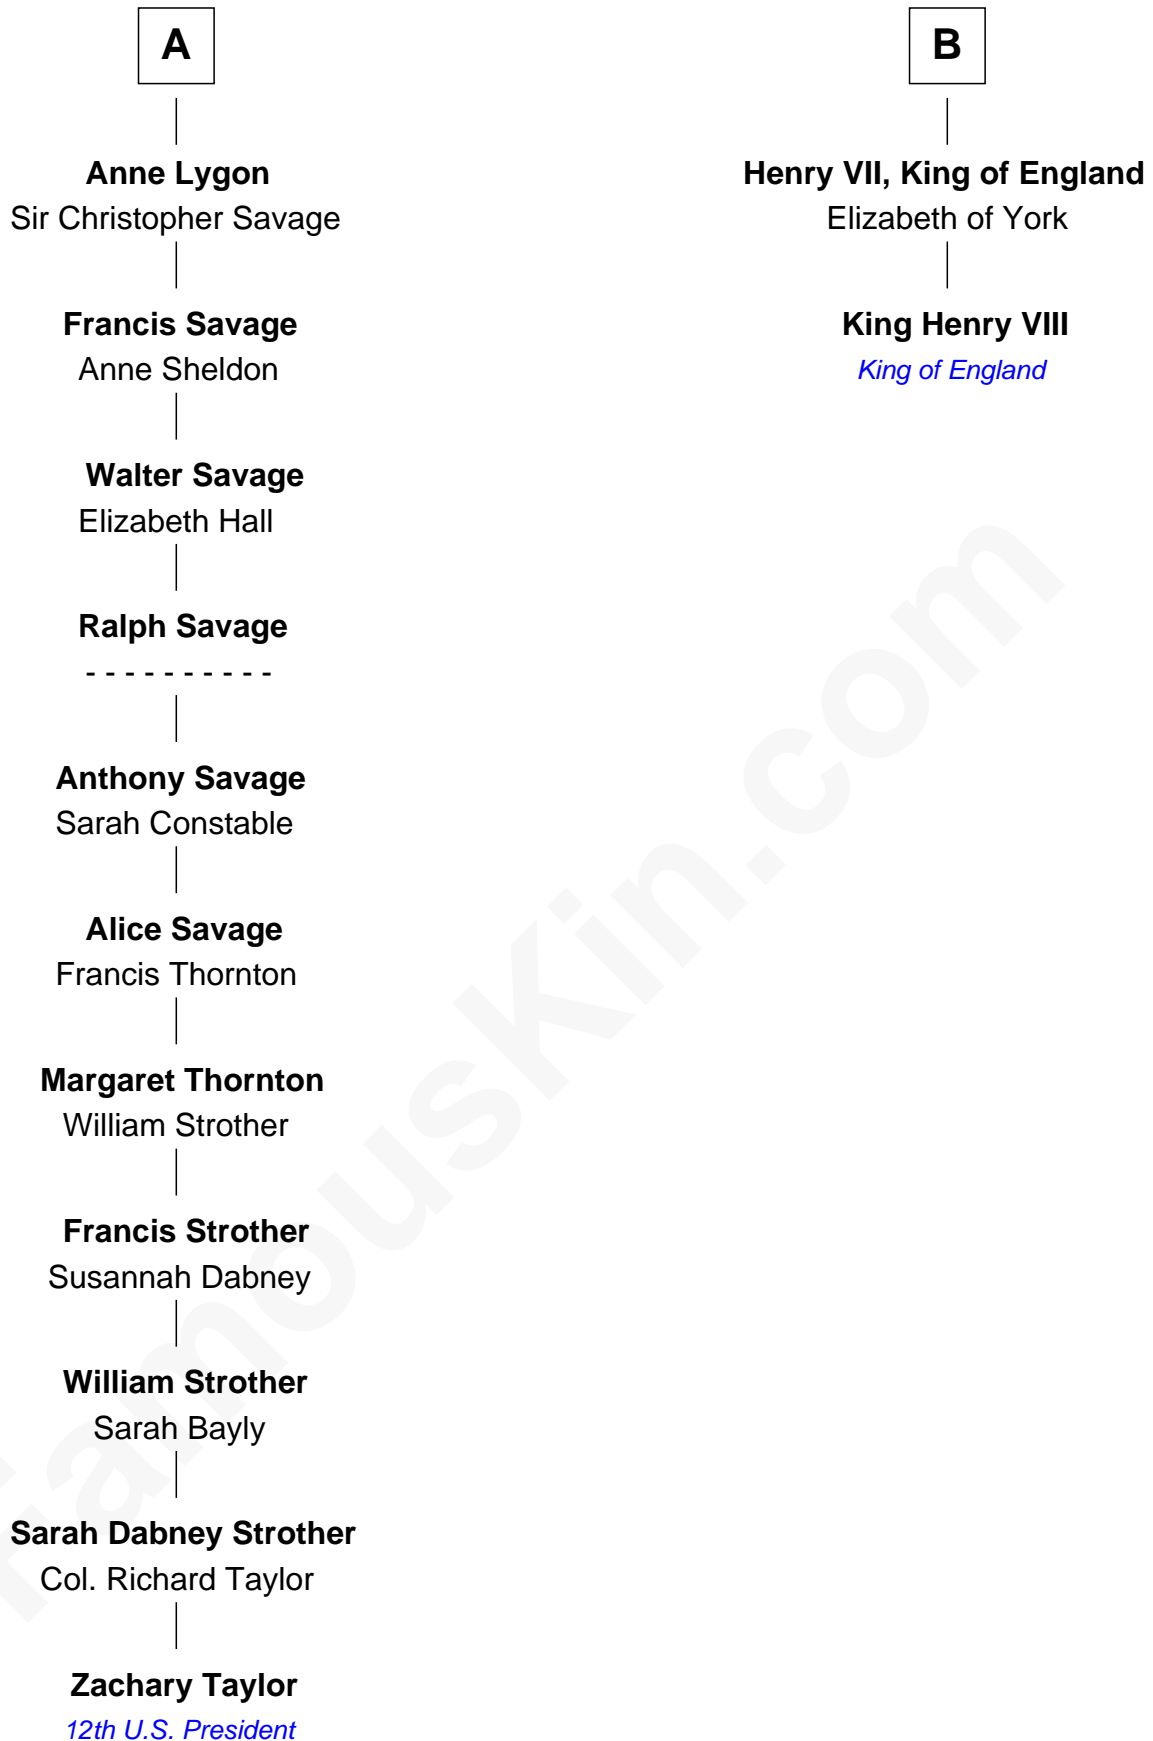 A
Anne Lygon
Sir Christopher Savage
Francis Savage
Anne Sheldon
Walter Savage
Elizabeth Hall
Ralph Savage
- - - - - - - - - -
Anthony Savage
Sarah Constable
Alice Savage
Francis Thornton
Margaret Thornton
William Strother
Francis Strother
Susannah Dabney
William Strother
Sarah Bayly
Sarah Dabney Strother
Col. Richard Taylor
Zachary Taylor
12th U.S. President
B
Henry VII, King of England
Elizabeth of York
King Henry VIII
King of England
FamousKin.com